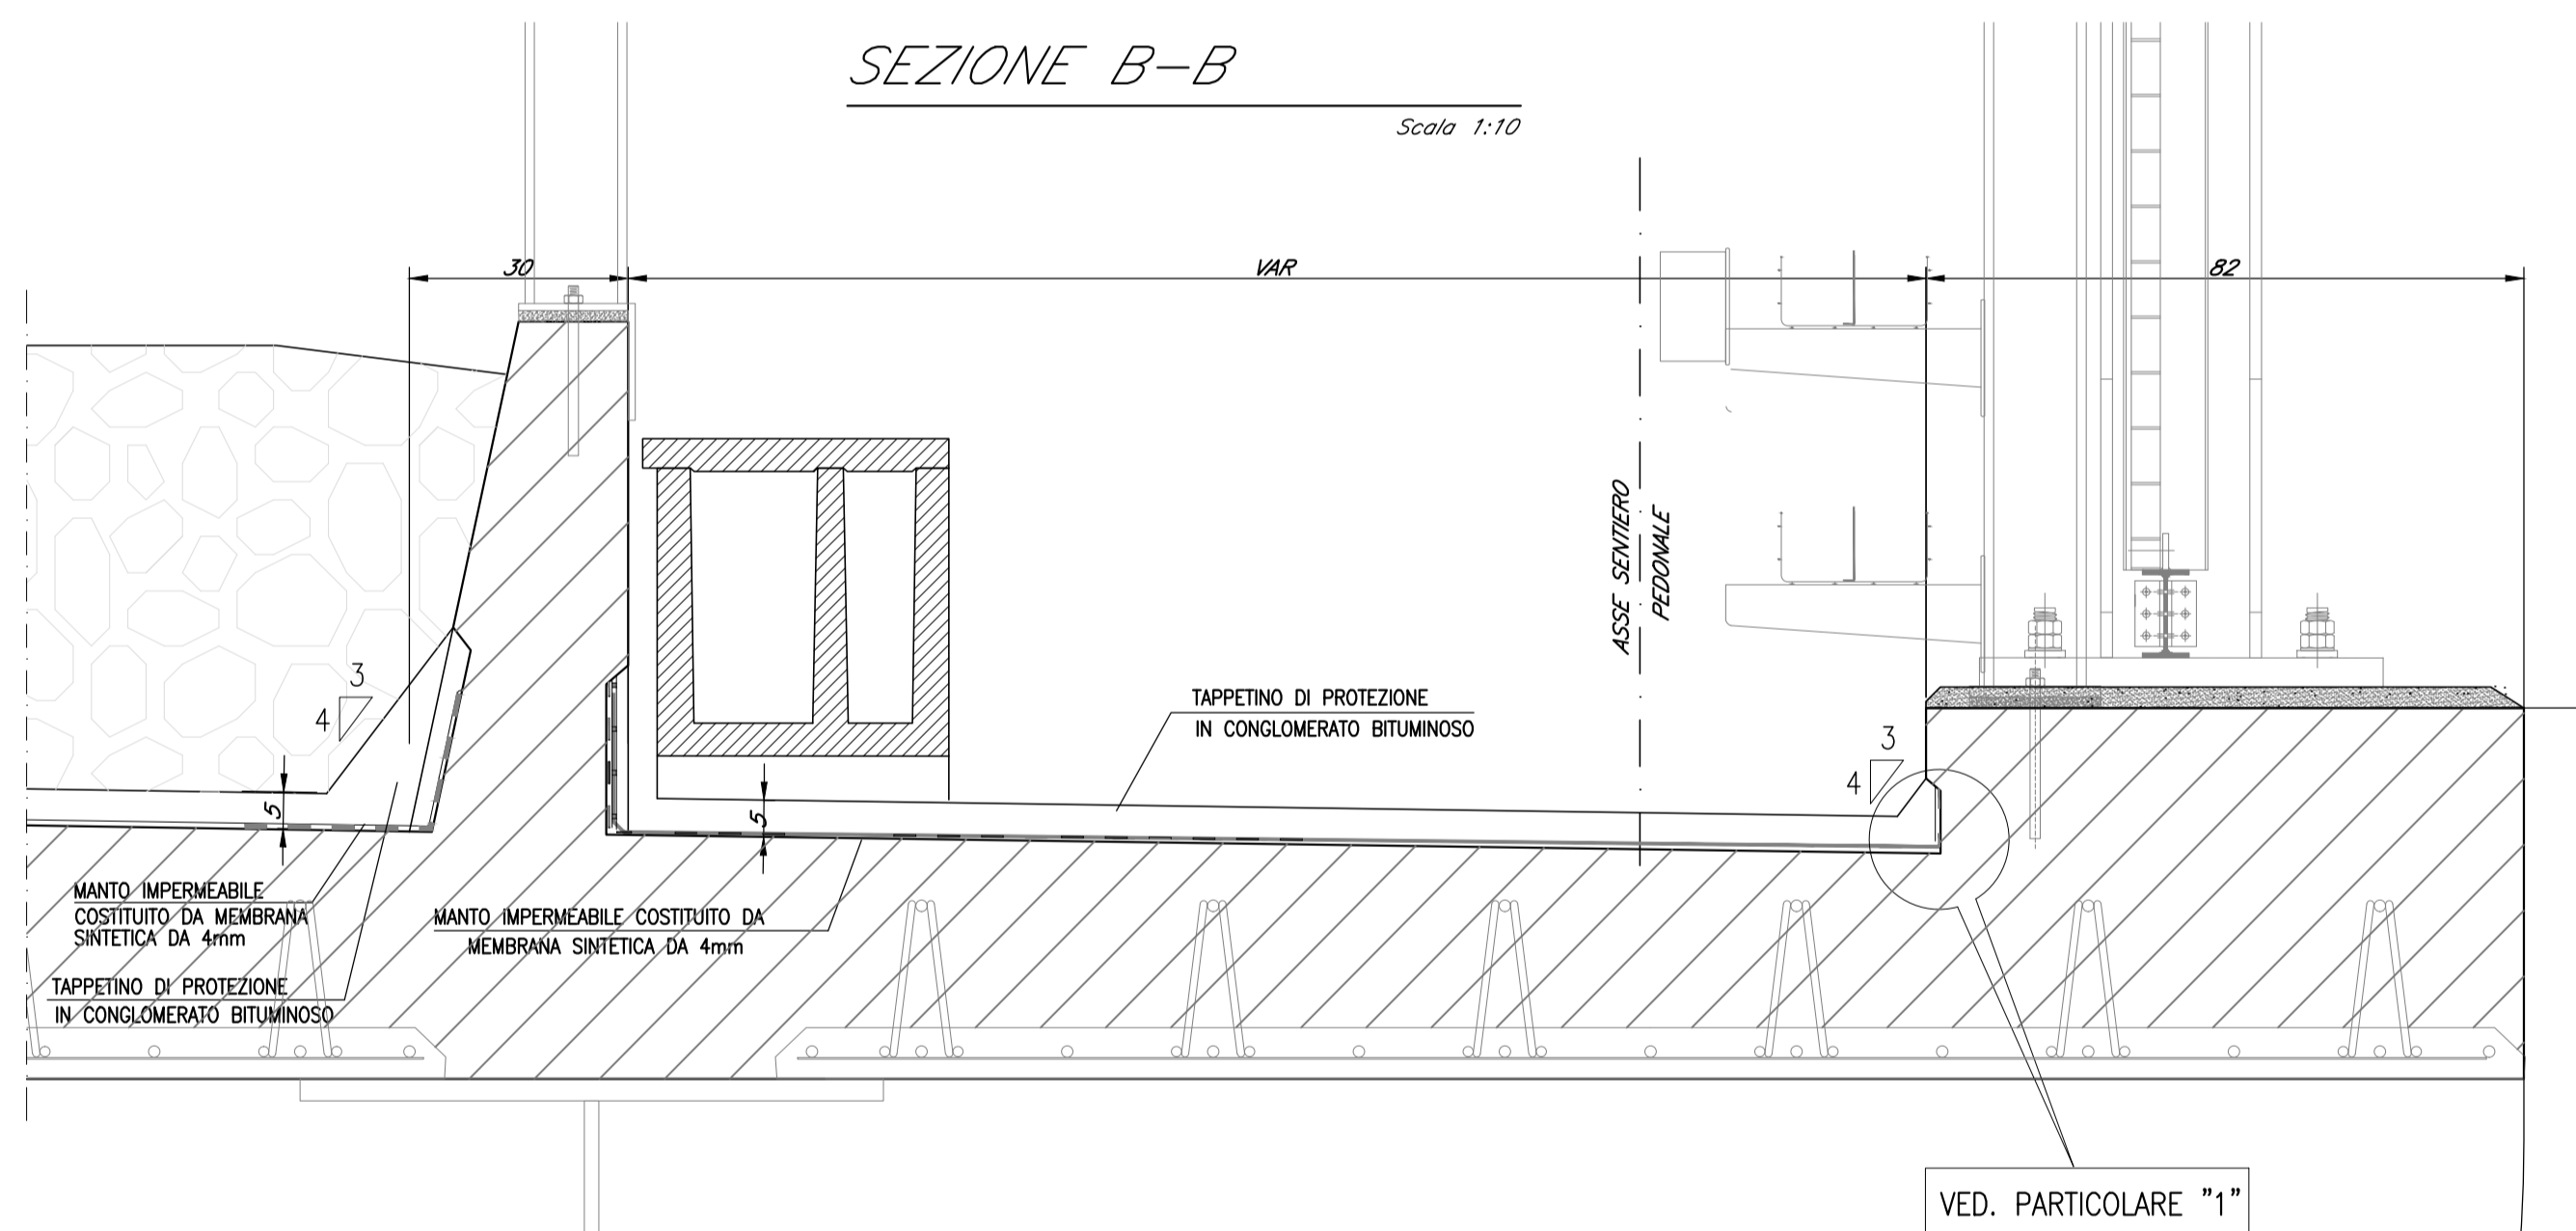 SEZIONE B-B
Scala 1:10
30
VAR
82
ASSE SENTIERO
PEDONALE
3
4
5
TAPPETINO DI PROTEZIONE
IN CONGLOMERATO BITUMINOSO
3
4
5
MANTO IMPERMEABILE
COSTITUITO DA MEMBRANA
SINTETICA DA 4mm
MANTO IMPERMEABILE COSTITUITO DA
MEMBRANA SINTETICA DA 4mm
TAPPETINO DI PROTEZIONE
IN CONGLOMERATO BITUMINOSO
VED. PARTICOLARE "1"